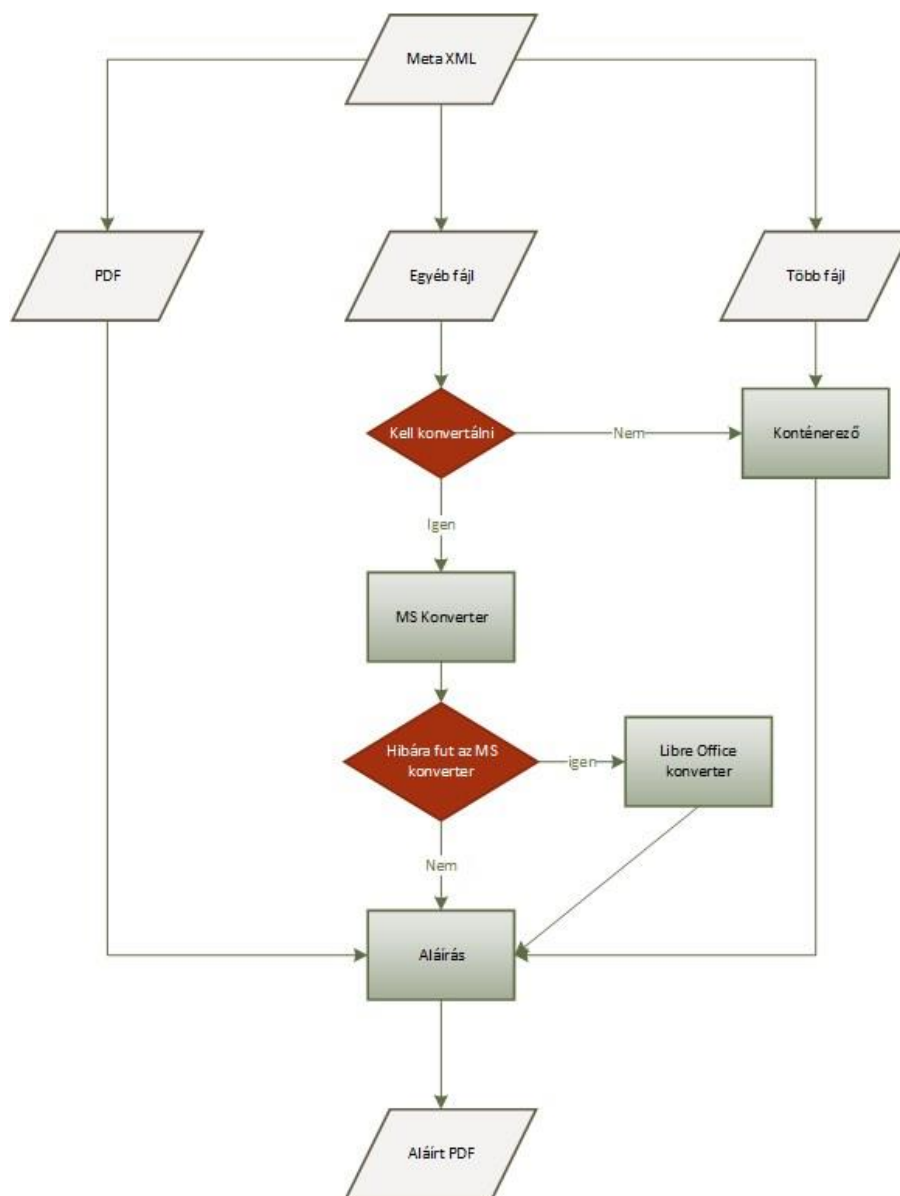 Meta XML
PDF
Egyéb fájl
Több fájl
Kell konvertálni
Nem
Konténerező
Igen
MS Konverter
Hibára fut az MS
konverter
igen
Libre Office
konverter
Nem
Aláírás
Aláírt PDF